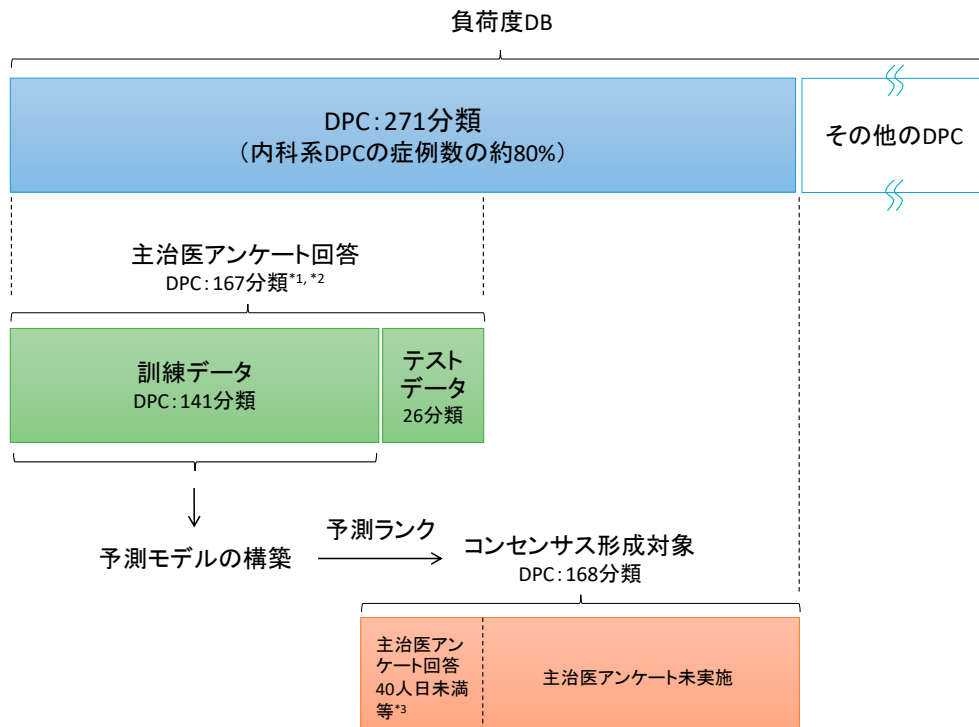 負荷度DB
DPC:271分類
（内科系DPCの症例数の約80%）
その他のDPC
主治医アンケート回答
DPC:167分類*1, *2
訓練データ
DPC:141分類
テスト
データ
26分類
予測モデルの構築
予測ランク
コンセンサス形成対象
DPC:168分類
主治医アン
ケート回答
40人日未満
等*3
主治医アンケート未実施